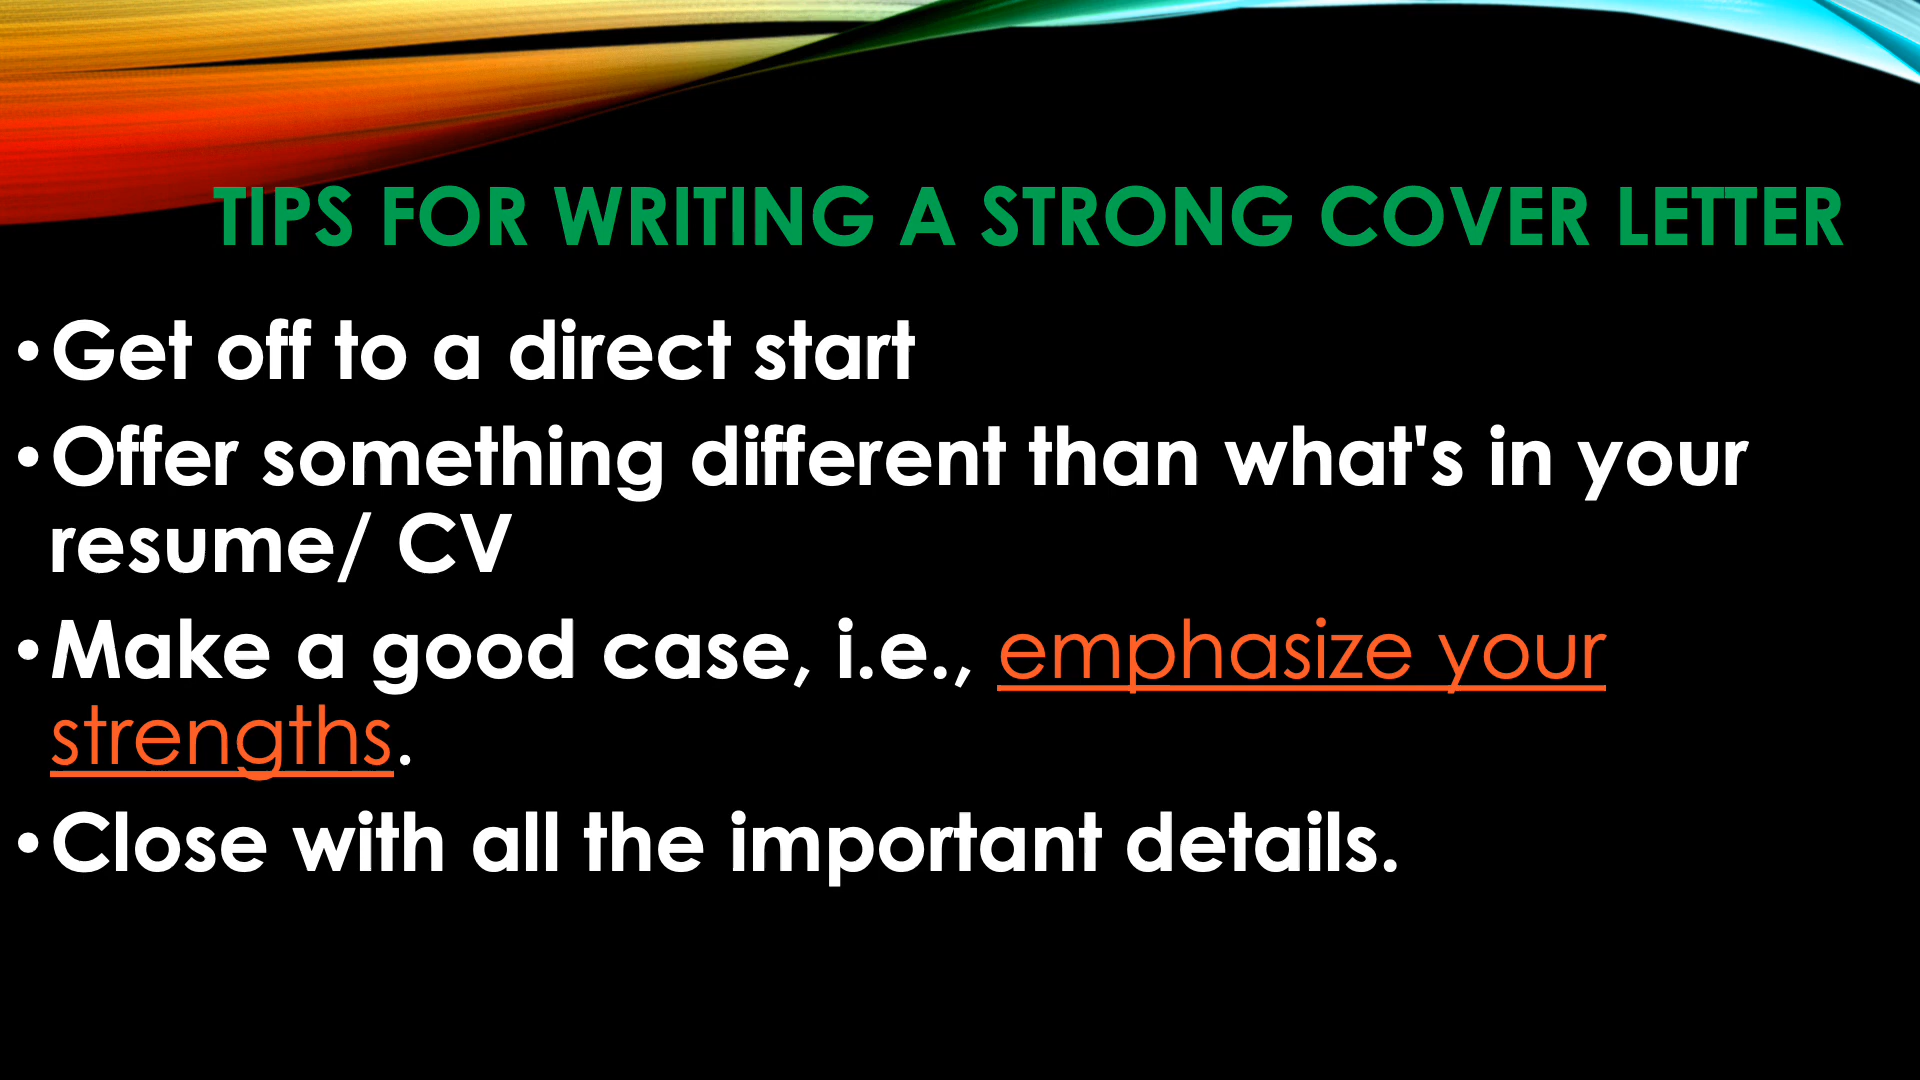 TIPS FOR WRITING A STRONG COVER LETTER
•Get off to a direct start
•Offer something different than what's in your
resume/ CV
•Make a good case, i.e., emphasize your
strengths.
•Close with all the important details.